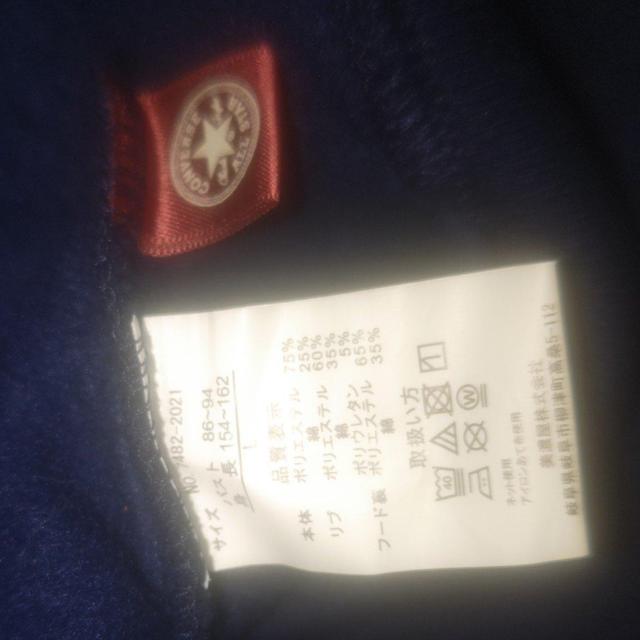 CONVERSE
ALL STAR
サイズ
バスト 86-94
身長 154-162
L
品質表示
本体 ポリエステル 75%
綿 25%
リブ 綿 60%
ポリエステル 35%
ポリウレタン 5%
フード裏 ポリエステル 65%
綿 35%
取扱い方
40
W
ネット使用
アイロンあて布使用
美濃屋株式会社
岐阜県岐阜市柳津町高桑5-112